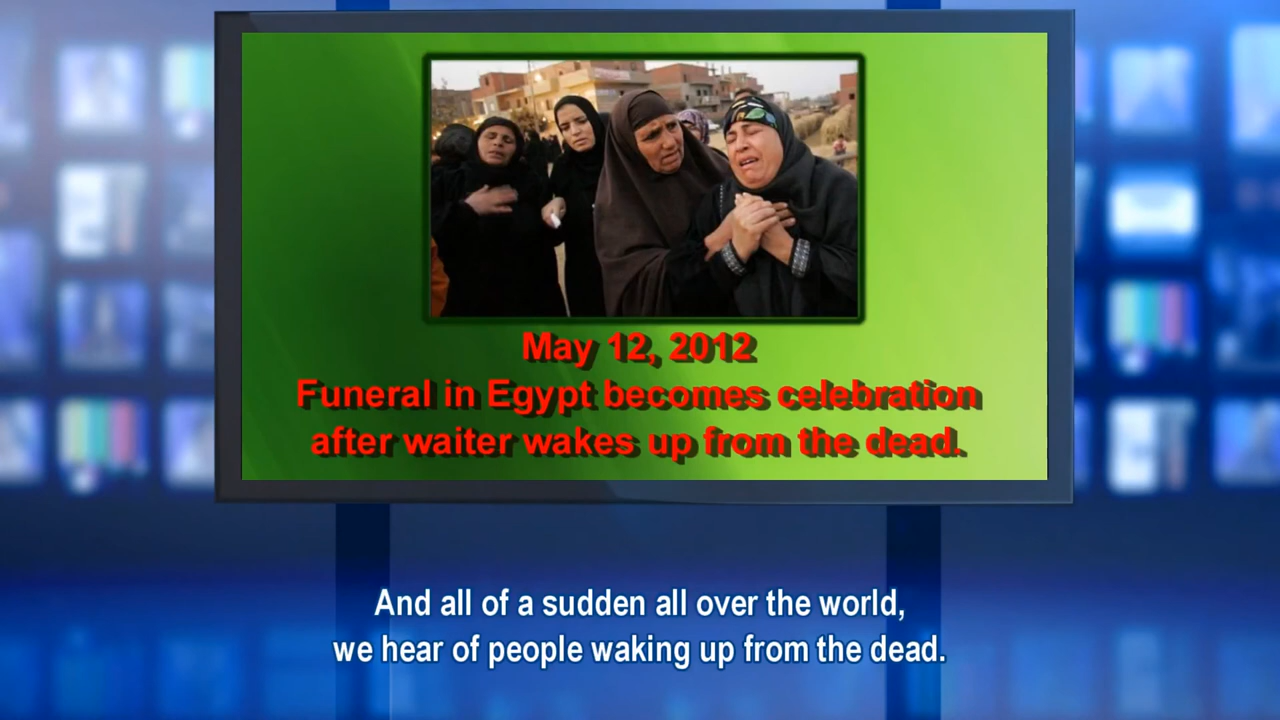 May 12, 2012
Funeral in Egypt becomes celebration
after waiter wakes up from the dead.
And all of a sudden all over the world,
we hear of people waking up from the dead.